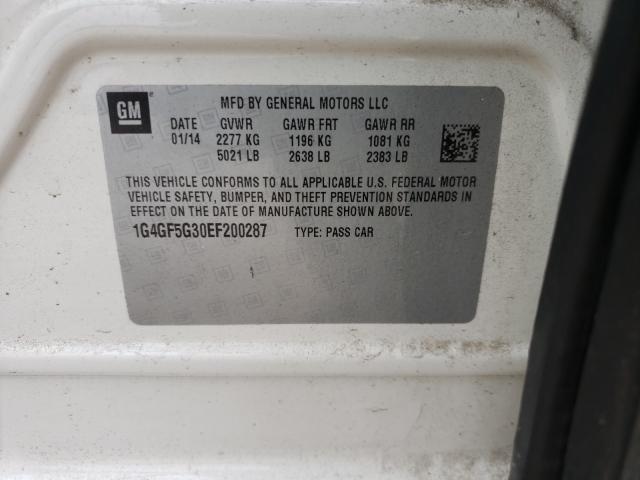 GM
MFD BY GENERAL MOTORS LLC
DATE GVWR GAWR FRT GAWR RR
01/14 2277 KG 1196 KG 1081 KG
5021 LB 2638 LB 2383 LB
THIS VEHICLE CONFORMS TO ALL APPLICABLE U.S. FEDERAL MOTOR
VEHICLE SAFETY, BUMPER, AND THEFT PREVENTION STANDARDS IN
EFFECT ON THE DATE OF MANUFACTURE SHOWN ABOVE.
1G4GF5G30EF200287 TYPE: PASS CAR